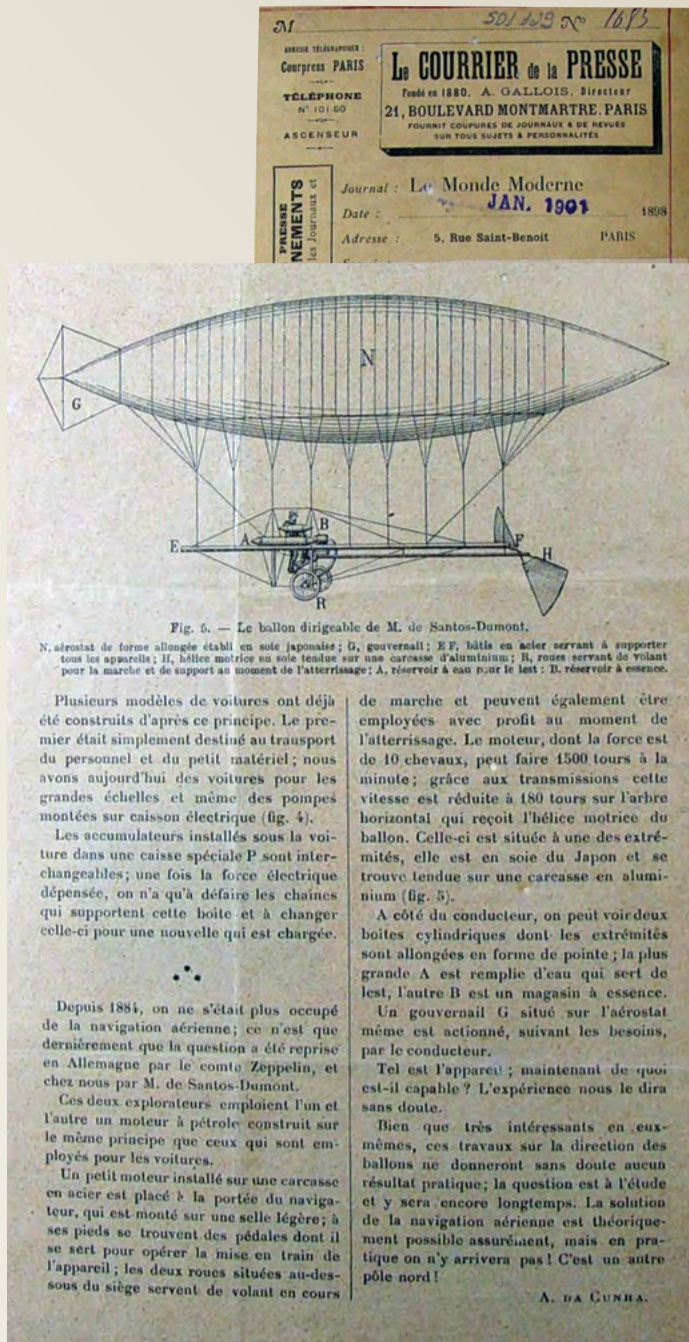 M 501129 No 1683
ADRESSE TÉLÉGRAPHIQUE :
Courpress PARIS
TÉLÉPHONE
N° 101-50
ASCENSEUR
Le COURRIER de la PRESSE
Fondé en 1880. A. GALLOIS, Directeur
21, BOULEVARD MONTMARTRE. PARIS
FOURNIT COUPURES DE JOURNAUX & DE REVUES
SUR TOUS SUJETS & PERSONNALITÉS
PRESSE
NEMENTS
les Journaux et
Journal : Le Monde Moderne
Date : JAN. 1901 1898
Adresse : 5, Rue Saint-Benoit PARIS
N
G
E
A
B
F
H
R
Fig. 5. — Le ballon dirigeable de M. de Santos-Dumont.
N, aérostat de forme allongée établi en soie japonaise ; G, gouvernail ; E F, bâtis en acier servant à supporter
tous les appareils ; H, hélice motrice en soie tendue sur une carcasse d'aluminium ; R, roues servant de volant
pour la marche et de support au moment de l'atterrissage ; A, réservoir à eau pour le lest ; B. réservoir à essence.
Plusieurs modèles de voitures ont déjà
été construits d'après ce principe. Le pre-
mier était simplement destiné au transport
du personnel et du petit matériel ; nous
avons aujourd'hui des voitures pour les
grandes échelles et même des pompes
montées sur caisson électrique (fig. 4).
Les accumulateurs installés sous la voi-
ture dans une caisse spéciale P sont inter-
changeables ; une fois la force électrique
dépensée, on n'a qu'à défaire les chaînes
qui supportent cette boîte et à changer
celle-ci pour une nouvelle qui est chargée.
Depuis 1884, on ne s'était plus occupé
de la navigation aérienne ; ce n'est que
dernièrement que la question a été reprise
en Allemagne par le comte Zeppelin, et
chez nous par M. de Santos-Dumont.
Ces deux explorateurs emploient l'un et
l'autre un moteur à pétrole construit sur
le même principe que ceux qui sont em-
ployés pour les voitures.
Un petit moteur installé sur une carcasse
en acier est placé à la portée du naviga-
teur, qui est monté sur une selle légère ; à
ses pieds se trouvent des pédales dont il
se sert pour opérer la mise en train de
l'appareil ; les deux roues situées au-des-
sous du siège servent de volant en cours
de marche et peuvent également être
employées avec profit au moment de
l'atterrissage. Le moteur, dont la force est
de 10 chevaux, peut faire 1500 tours à la
minute ; grâce aux transmissions cette
vitesse est réduite à 180 tours sur l'arbre
horizontal qui reçoit l'hélice motrice du
ballon. Celle-ci est située à une des extré-
mités, elle est en soie du Japon et se
trouve tendue sur une carcasse en alumi-
nium (fig. 5).
A côté du conducteur, on peut voir deux
boîtes cylindriques dont les extrémités
sont allongées en forme de pointe ; la plus
grande A est remplie d'eau qui sert de
lest, l'autre B est un magasin à essence.
Un gouvernail G situé sur l'aérostat
même est actionné, suivant les besoins,
par le conducteur.
Tel est l'appareil ; maintenant de quoi
est-il capable ? L'expérience nous le dira
sans doute.
Bien que très intéressants en eux-
mêmes, ces travaux sur la direction des
ballons ne donneront sans doute aucun
résultat pratique ; la question est à l'étude
et y sera encore longtemps. La solution
de la navigation aérienne est théorique-
ment possible assurément, mais en pra-
tique on n'y arrivera pas ! C'est un autre
pôle nord !
A. DA CUNHA.